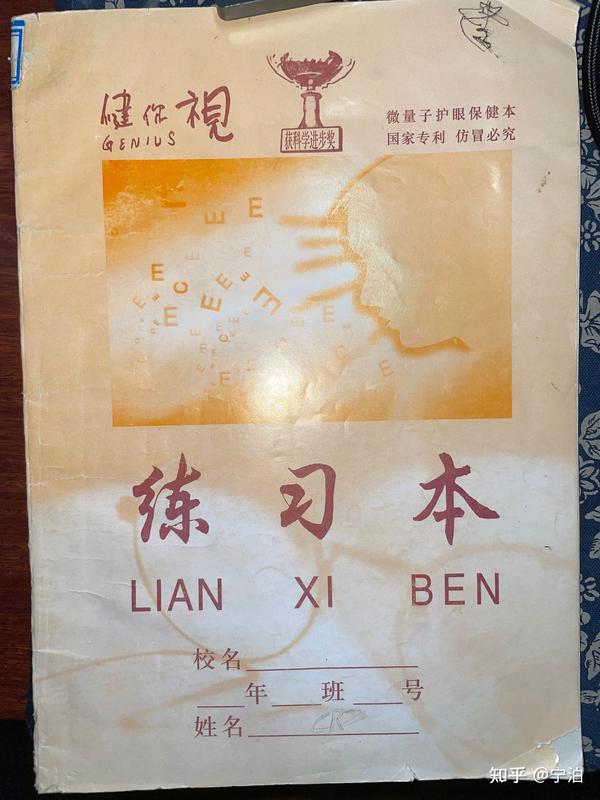 健你視
GENIUS
获科学进步奖
微量子护眼保健本
国家专利 仿冒必究
练习本
LIAN XI BEN
校名
年 班 号
姓名
知乎 @宁泊